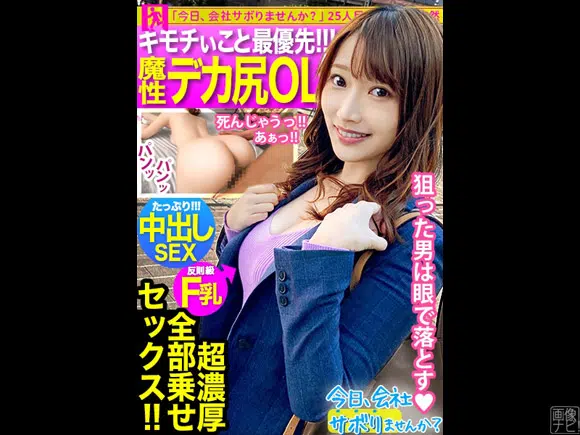 「今日、会社サボりませんか？」25人目
キモチぃこと最優先!!!
魔性デカ尻OL
死んじゃうっ!!
あぁっ!!
パンッ
パンッ
たっぷり!!!
中出し
SEX
反則級
F乳
狙った男は眼で落とす♥
超濃厚
全部乗せ
セックス!!
今日、会社
サボりませんか？
画像
ナビ!